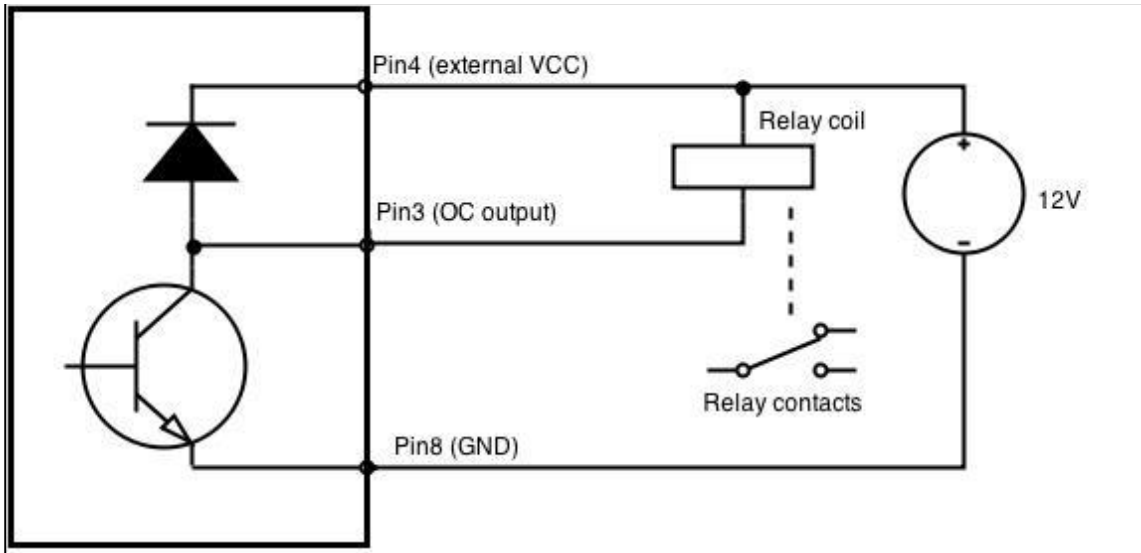 Pin4 (external VCC)
Relay coil
+
12V
Pin3 (OC output)
-
Relay contacts
Pin8 (GND)